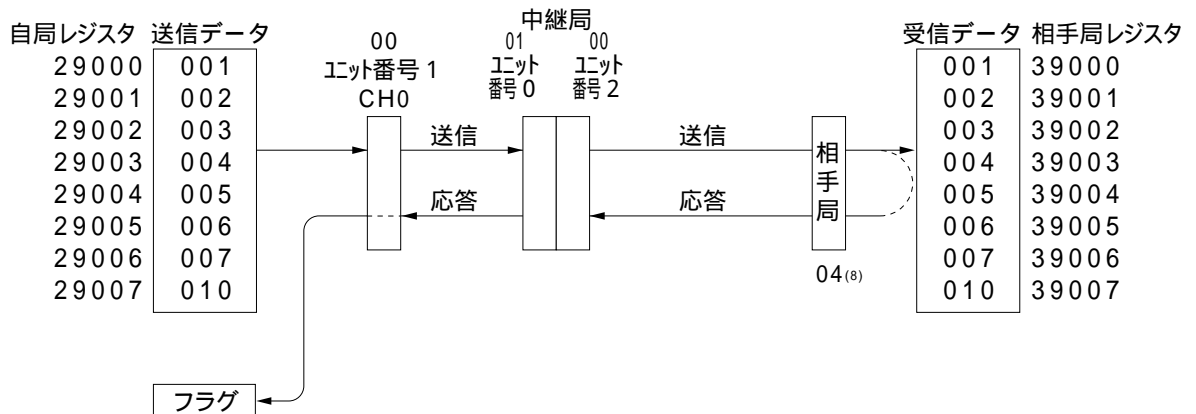 中継局
自局レジスタ 送信データ 00 01 00 受信データ 相手局レジスタ
29000 001 ユニット番号1 ユニット ユニット 001 39000
29001 002 CH0 番号0 番号2 002 39001
29002 003 送信 送信 003 39002
29003 004 004 39003
29004 005 応答 応答 相手局 005 39004
29005 006 006 39005
29006 007 007 39006
29007 010 04(8) 010 39007
フラグ